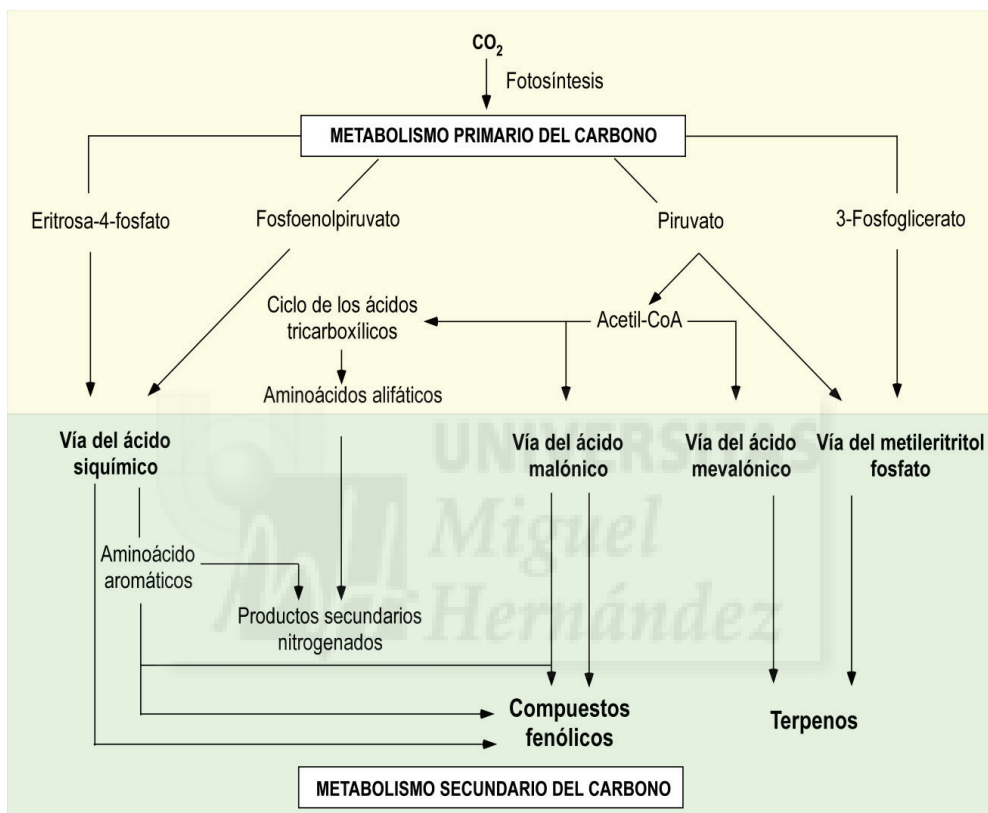 CO2
Fotosíntesis
METABOLISMO PRIMARIO DEL CARBONO
Eritrosa-4-fosfato
Fosfoenolpiruvato
Piruvato
3-Fosfoglicerato
Ciclo de los ácidos
tricarboxílicos
Acetil-CoA
Aminoácidos alifáticos
Vía del ácido
siquímico
Vía del ácido
malónico
Vía del ácido
mevalónico
Vía del metileritritol
fosfato
UNIVERSITAS
Miguel
Hernández
Aminoácido
aromáticos
Productos secundarios
nitrogenados
Compuestos
fenólicos
Terpenos
METABOLISMO SECUNDARIO DEL CARBONO